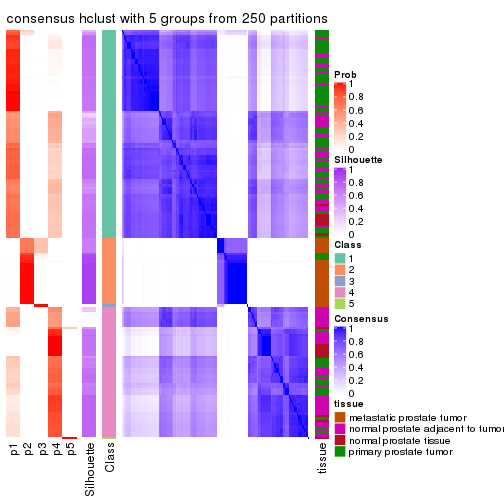 consensus hclust with 5 groups from 250 partitions
Prob
1
0.8
0.6
0.4
0.2
0
Silhouette
1
0.8
0.6
0.4
0.2
0
Class
1
2
3
4
5
Consensus
1
0.8
0.6
0.4
0.2
0
tissue
metastatic prostate tumor
normal prostate adjacent to tumor
normal prostate tissue
primary prostate tumor
p1
p2
p3
p4
p5
Silhouette
Class
tissue